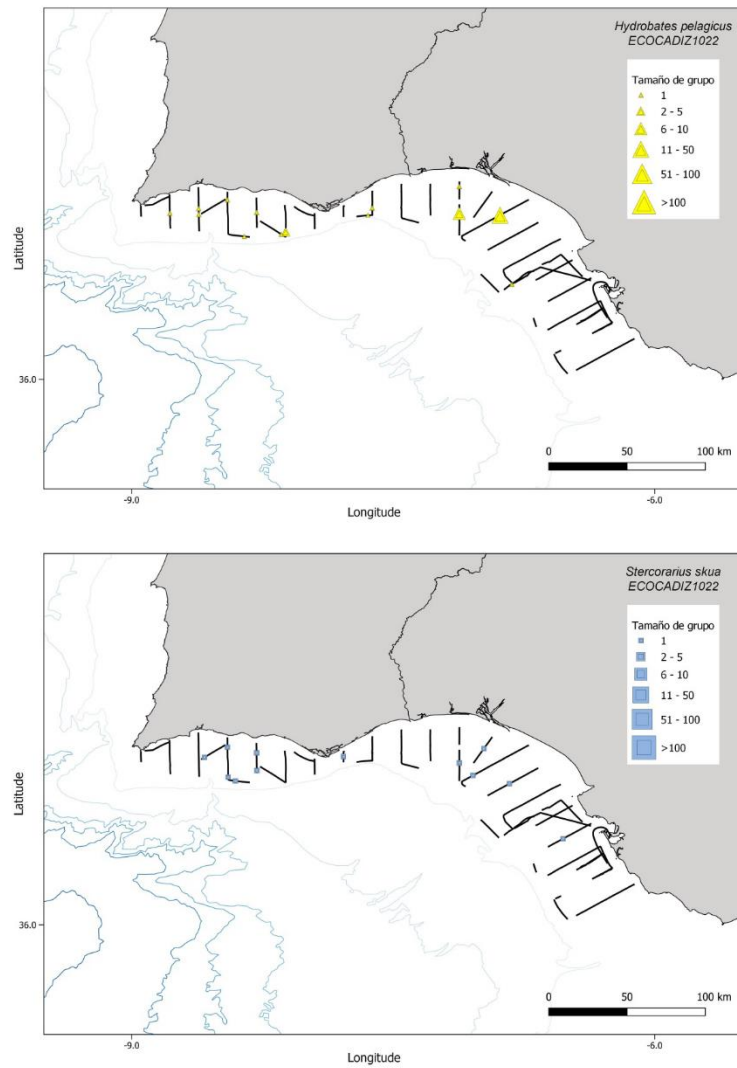 Hydrobates pelagicus
ECOCADIZ1022
Tamaño de grupo
1
2 - 5
6 - 10
11 - 50
51 - 100
>100
Latitude
36.0
0 50 100 km
-9.0 -6.0
Longitude
Stercorarius skua
ECOCADIZ1022
Tamaño de grupo
1
2 - 5
6 - 10
11 - 50
51 - 100
>100
Latitude
36.0
0 50 100 km
-9.0 -6.0
Longitude